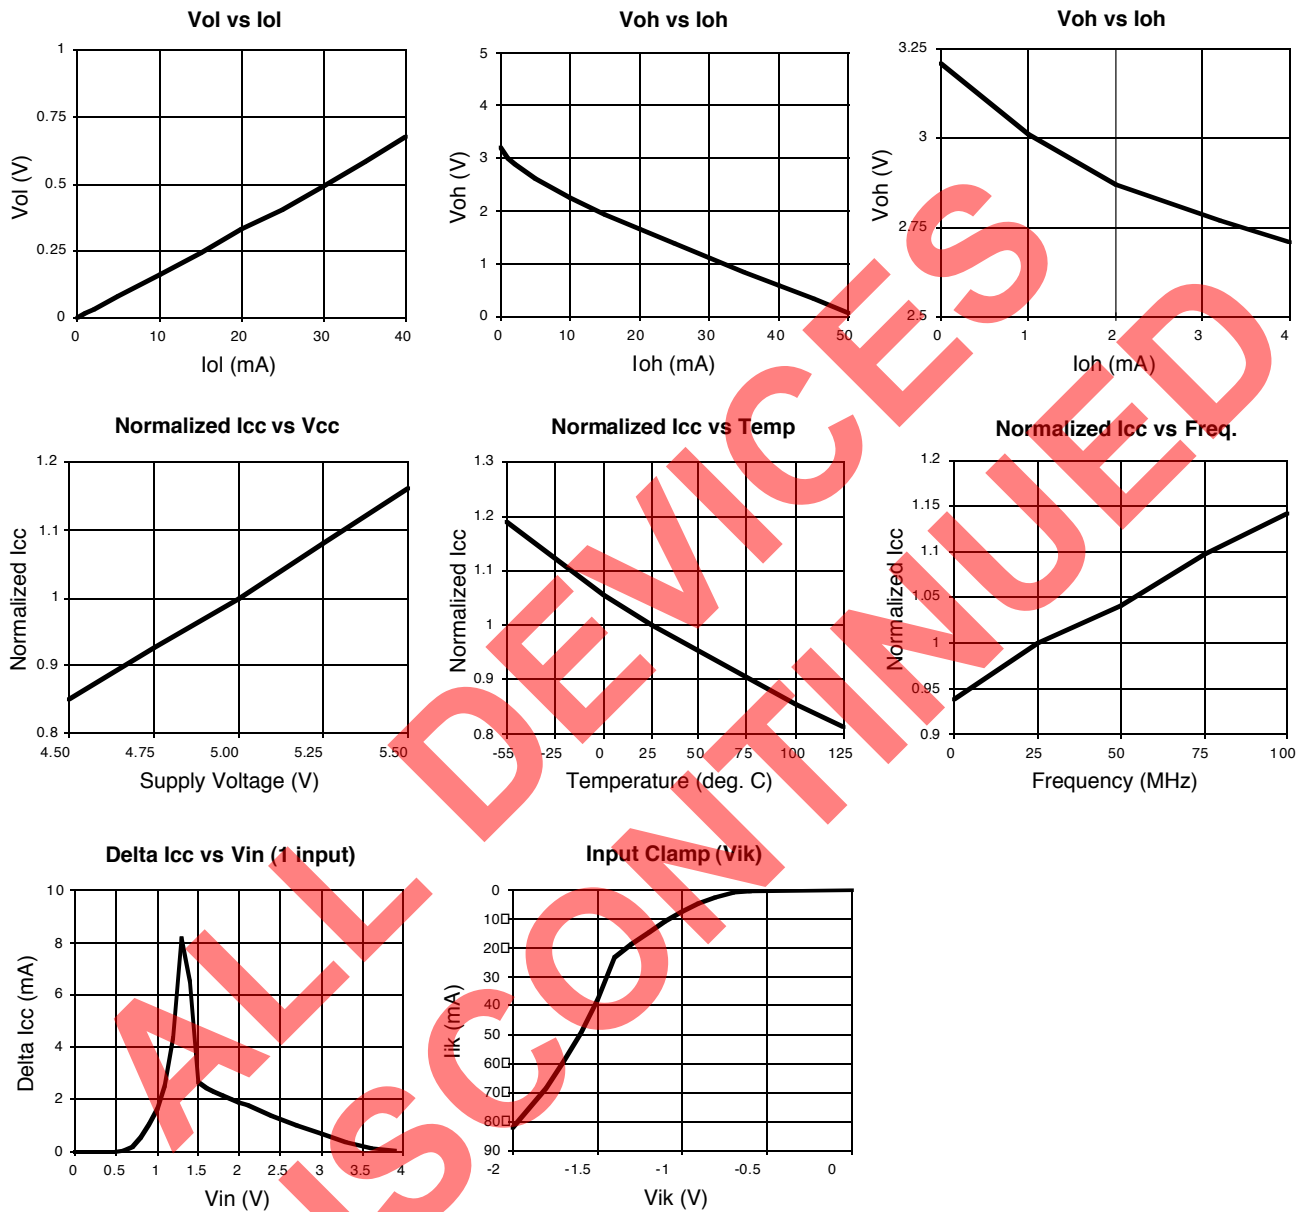 Vol vs Iol
1
0.75
0.5
0.25
0
0 10 20 30 40
Vol (V)
Iol (mA)
Voh vs Ioh
5
4
3
2
1
0
0 10 20 30 40 50
Voh (V)
Ioh (mA)
Voh vs Ioh
3.25
3
2.75
2.5
0 1 2 3 4
Voh (V)
Ioh (mA)
Normalized Icc vs Vcc
1.2
1.1
1
0.9
0.8
4.50 4.75 5.00 5.25 5.50
Normalized Icc
Supply Voltage (V)
Normalized Icc vs Temp
1.3
1.2
1.1
1
0.9
0.8
-55 -25 0 25 50 75 100 125
Normalized Icc
Temperature (deg. C)
Normalized Icc vs Freq.
1.2
1.15
1.1
1.05
1
0.95
0.9
0 25 50 75 100
Normalized Icc
Frequency (MHz)
Delta Icc vs Vin (1 input)
10
8
6
4
2
0
0 0.5 1 1.5 2 2.5 3 3.5 4
Delta Icc (mA)
Vin (V)
Input Clamp (Vik)
0
10□
20□
30
40
50
60□
70□
80□
90
-2 -1.5 -1 -0.5 0
Iik (mA)
Vik (V)
ALL DEVICES
ISCONTINUED